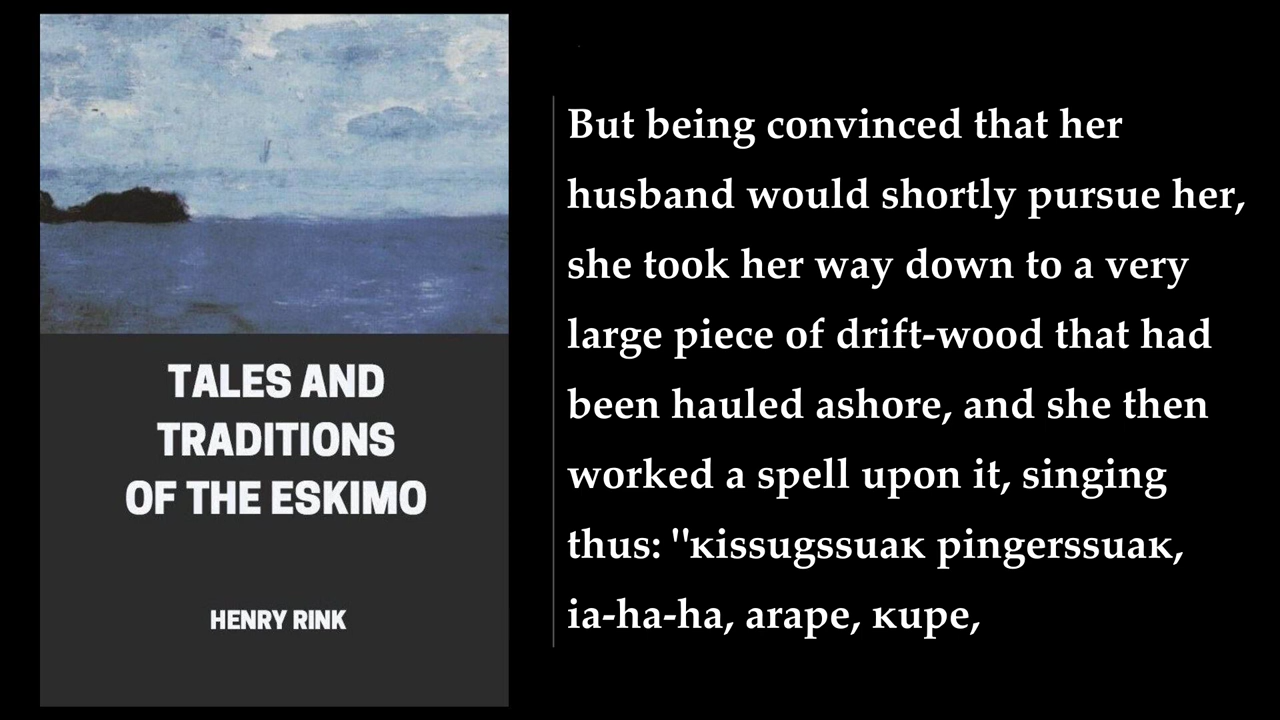 TALES AND
TRADITIONS
OF THE ESKIMO
HENRY RINK
But being convinced that her
husband would shortly pursue her,
she took her way down to a very
large piece of drift-wood that had
been hauled ashore, and she then
worked a spell upon it, singing
thus: "ĸissugssuaĸ pingerssuaĸ,
ia-ha-ha, arape, ĸupe,